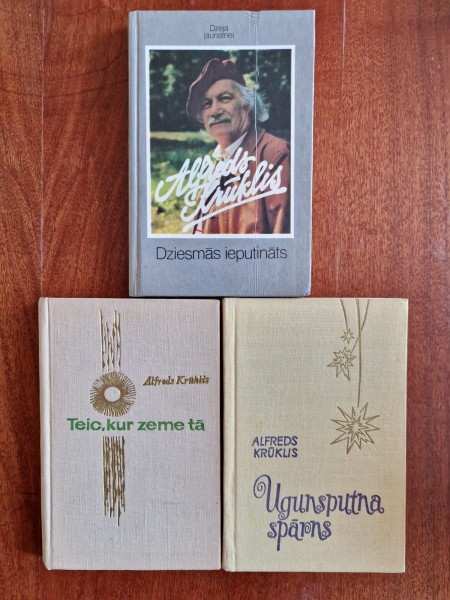 Dzeja
jaunatnei
Alfreds
Krūklis
Dziesmās ieputināts
Alfreds Krūklis
Teic, kur zeme tā
ALFREDS
KRŪKLIS
Ugunsputna
spārns